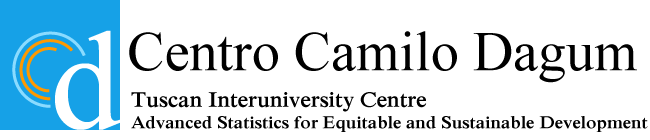 Centro Camilo Dagum
Tuscan Interuniversity Centre
Advanced Statistics for Equitable and Sustainable Development